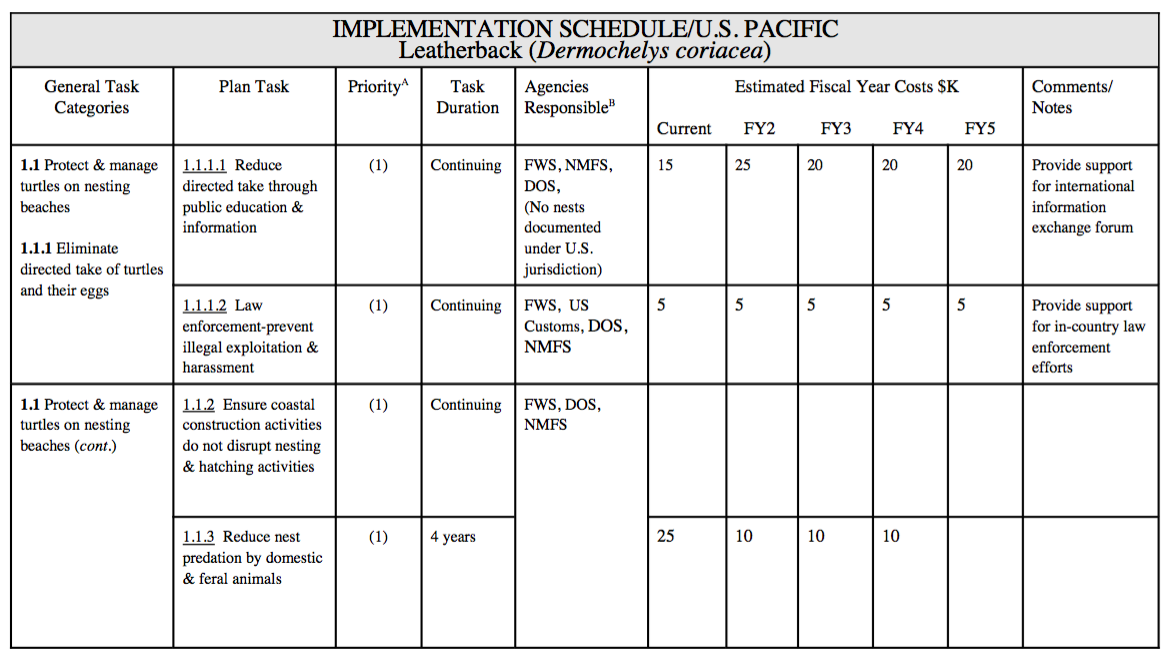 IMPLEMENTATION SCHEDULE/U.S. PACIFIC
Leatherback (Dermochelys coriacea)
General Task
Categories
Plan Task
Priorityᴬ
Task
Duration
Agencies
Responsibleᴮ
Estimated Fiscal Year Costs $K
Current FY2 FY3 FY4 FY5
Comments/
Notes
1.1 Protect & manage
turtles on nesting
beaches
1.1.1 Eliminate
directed take of turtles
and their eggs
1.1.1.1 Reduce
directed take through
public education &
information
(1)
Continuing
FWS, NMFS,
DOS,
(No nests
documented
under U.S.
jurisdiction)
15 25 20 20 20
Provide support
for international
information
exchange forum
1.1.1.2 Law
enforcement-prevent
illegal exploitation &
harassment
(1)
Continuing
FWS, US
Customs, DOS,
NMFS
5 5 5 5 5
Provide support
for in-country law
enforcement
efforts
1.1 Protect & manage
turtles on nesting
beaches (cont.)
1.1.2 Ensure coastal
construction activities
do not disrupt nesting
& hatching activities
(1)
Continuing
FWS, DOS,
NMFS
1.1.3 Reduce nest
predation by domestic
& feral animals
(1)
4 years
25 10 10 10